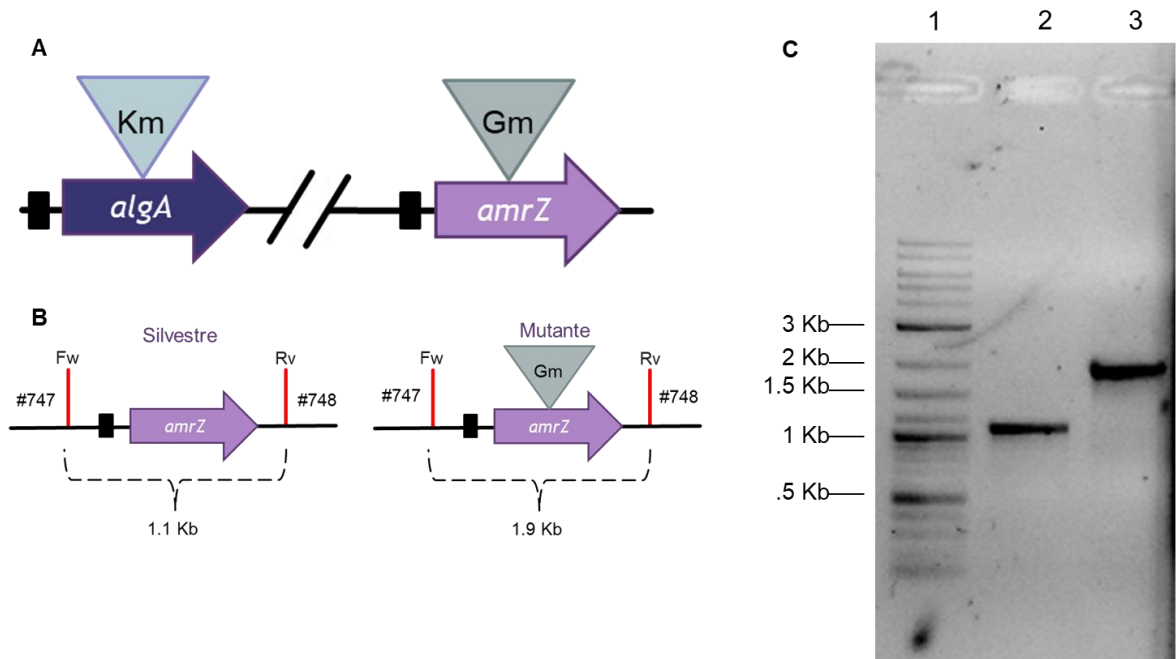 A
Km
Gm
algA
amrZ
B
Silvestre
Mutante
Fw
Rv
#747
#748
amrZ
1.1 Kb
Fw
Rv
#747
Gm
#748
amrZ
1.9 Kb
C
1 2 3
3 Kb
2 Kb
1.5 Kb
1 Kb
.5 Kb